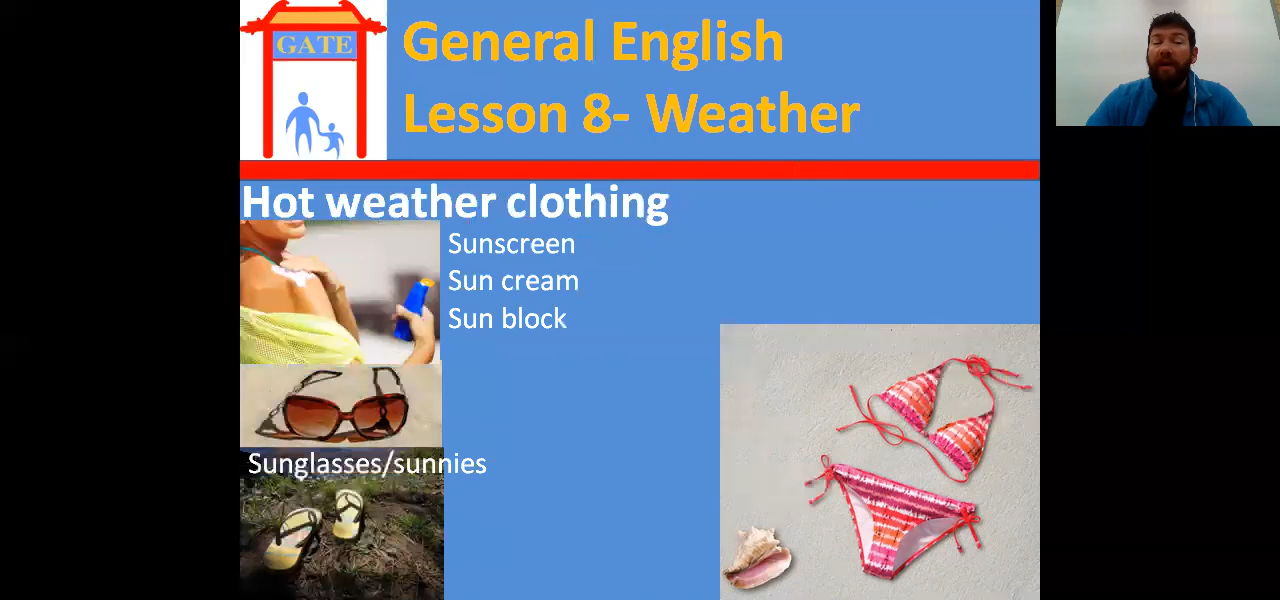 GATE
General English
Lesson 8- Weather
Hot weather clothing
Sunscreen
Sun cream
Sun block
Sunglasses/sunnies